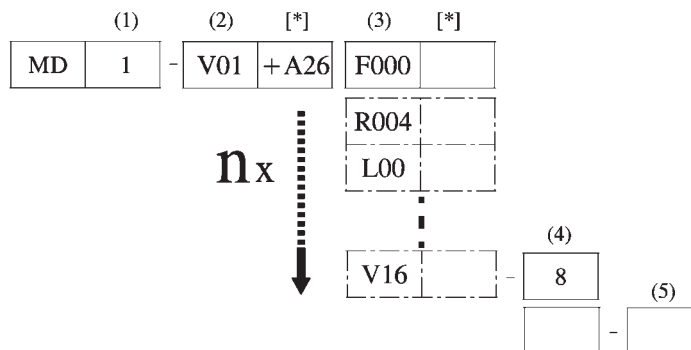 (1) (2) [*] (3) [*]
MD 1 - V01 +A26 F000
R004
nx L00
(4)
V16 - 8
(5)
-